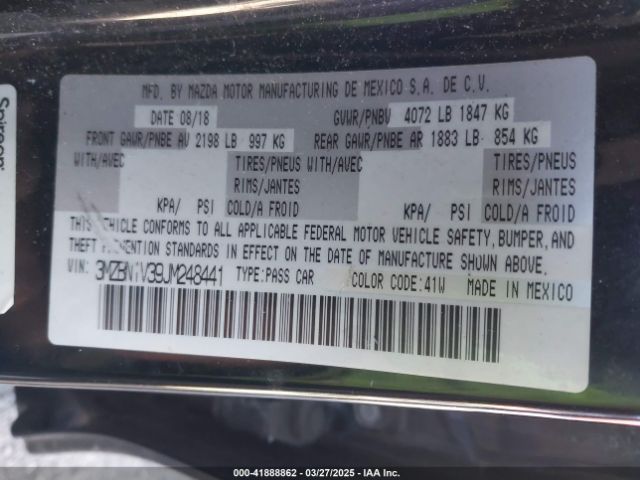 MFD. BY MAZDA MOTOR MANUFACTURING DE MEXICO S.A. DE C.V.
DATE 08/18 GVWR/PNBV 4072 LB 1847 KG
FRONT GAWR/PNBE AV 2198 LB 997 KG REAR GAWR/PNBE AR 1883 LB 854 KG
WITH/AVEC TIRES/PNEUS WITH/AVEC TIRES/PNEUS
RIMS/JANTES RIMS/JANTES
KPA/ PSI COLD/A FROID KPA/ PSI COLD/A FROID
THIS VEHICLE CONFORMS TO ALL APPLICABLE FEDERAL MOTOR VEHICLE SAFETY, BUMPER, AND
THEFT PREVENTION STANDARDS IN EFFECT ON THE DATE OF MANUFACTURE SHOWN ABOVE.
VIN: 3MZBN1V39JM248441 TYPE:PASS CAR COLOR CODE:41W MADE IN MEXICO
000-41888862 / 03/27/2025 / IAA Inc.